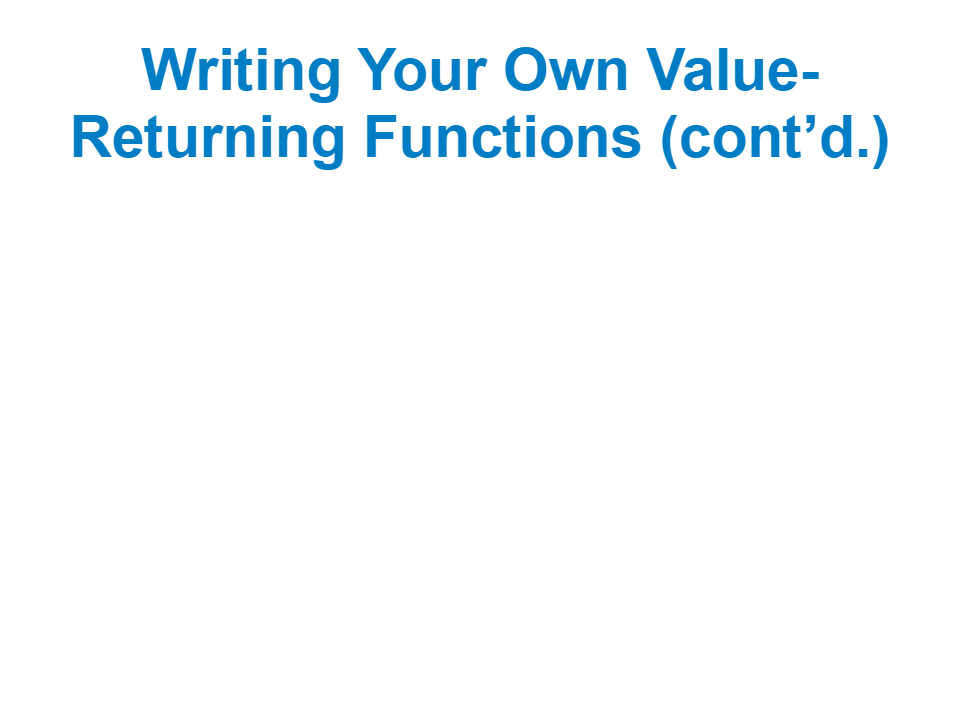 Writing Your Own Value-
Returning Functions (cont’d.)